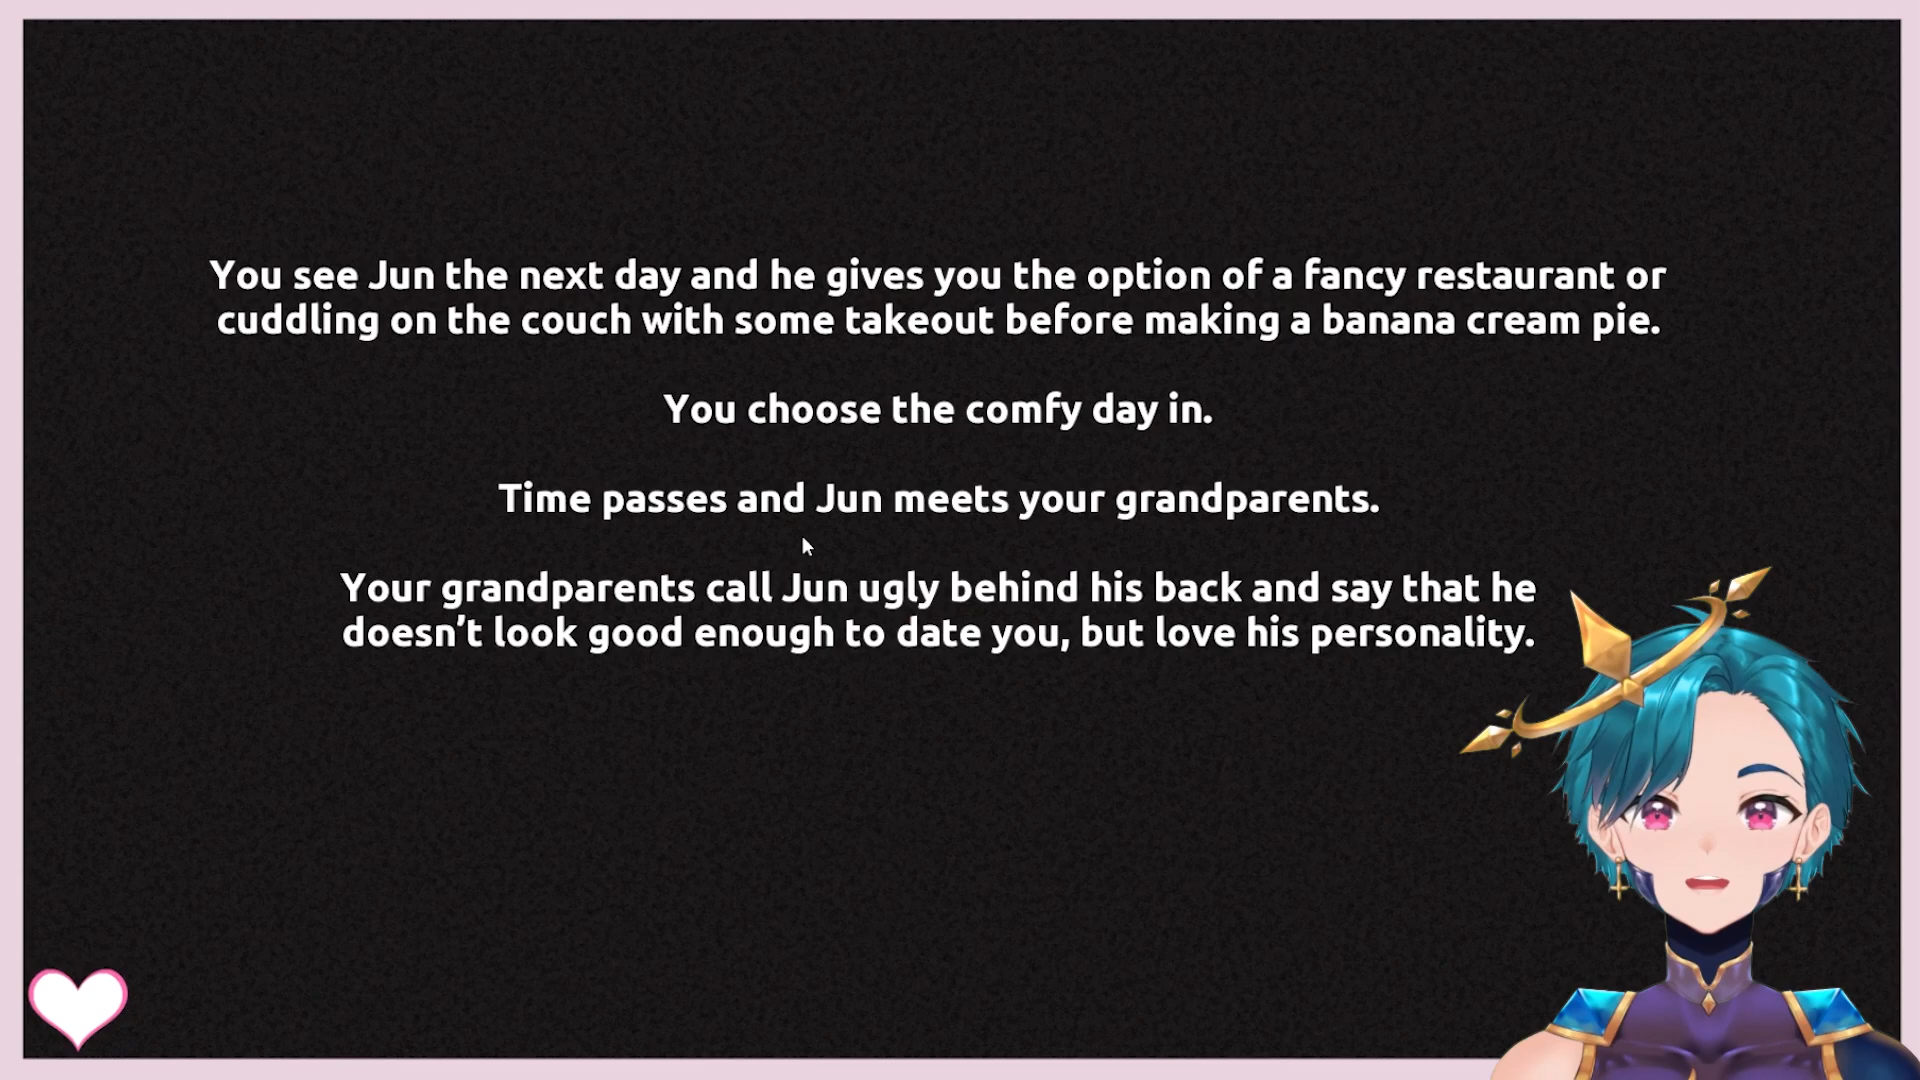 You see Jun the next day and he gives you the option of a fancy restaurant or
cuddling on the couch with some takeout before making a banana cream pie.
You choose the comfy day in.
Time passes and Jun meets your grandparents.
Your grandparents call Jun ugly behind his back and say that he
doesn’t look good enough to date you, but love his personality.